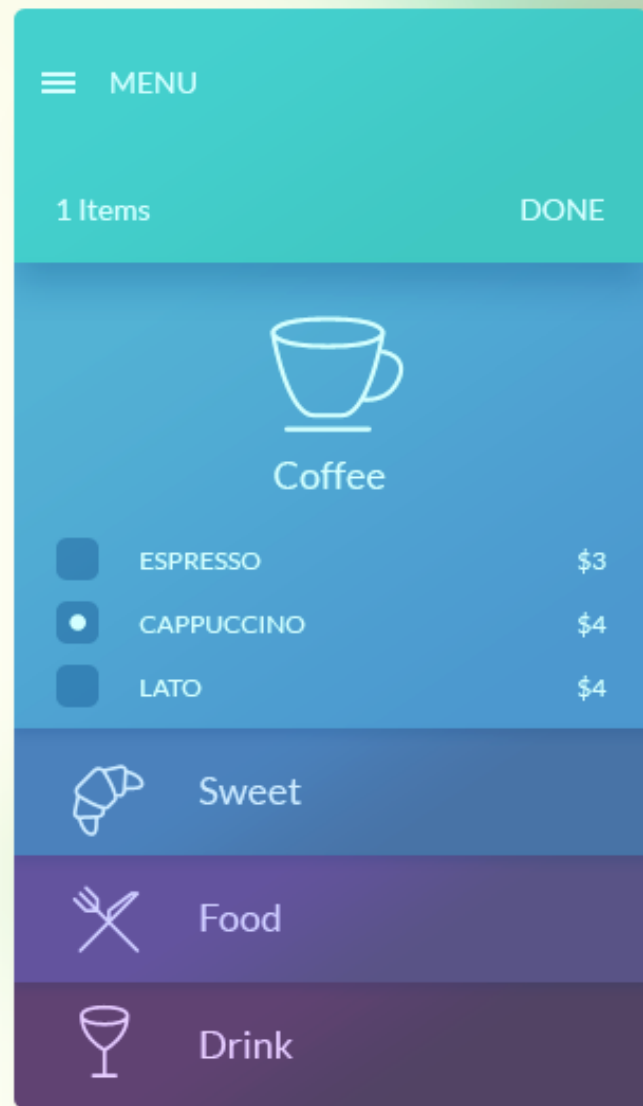 MENU
1 Items DONE
Coffee
ESPRESSO $3
CAPPUCCINO $4
LATO $4
Sweet
Food
Drink